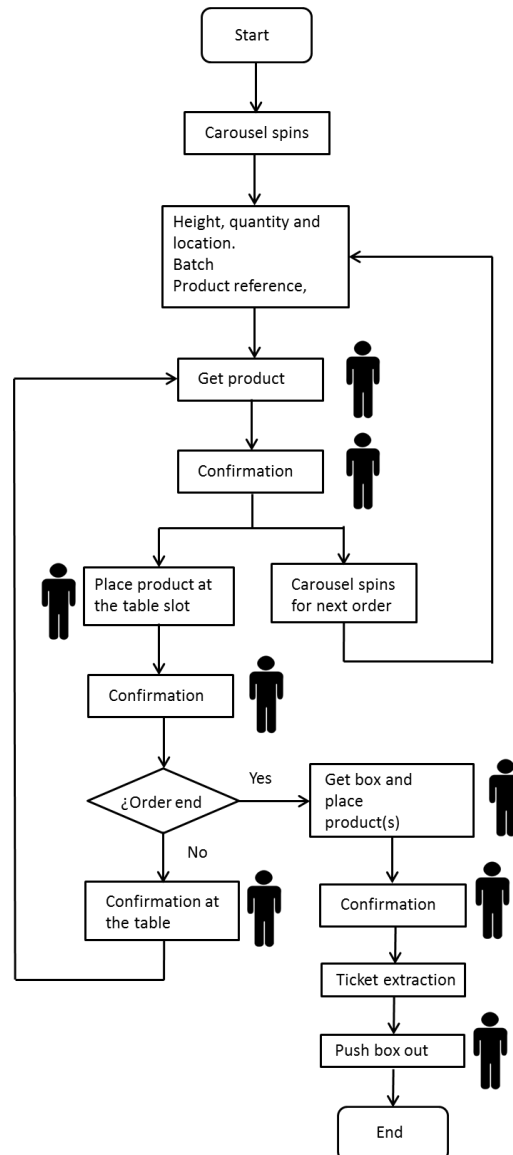 Start
Carousel spins
Height, quantity and
location.
Batch
Product reference,
Get product
Confirmation
Place product at
the table slot
Carousel spins
for next order
Confirmation
¿Order end
Yes
Get box and
place
product(s)
No
Confirmation at
the table
Confirmation
Ticket extraction
Push box out
End